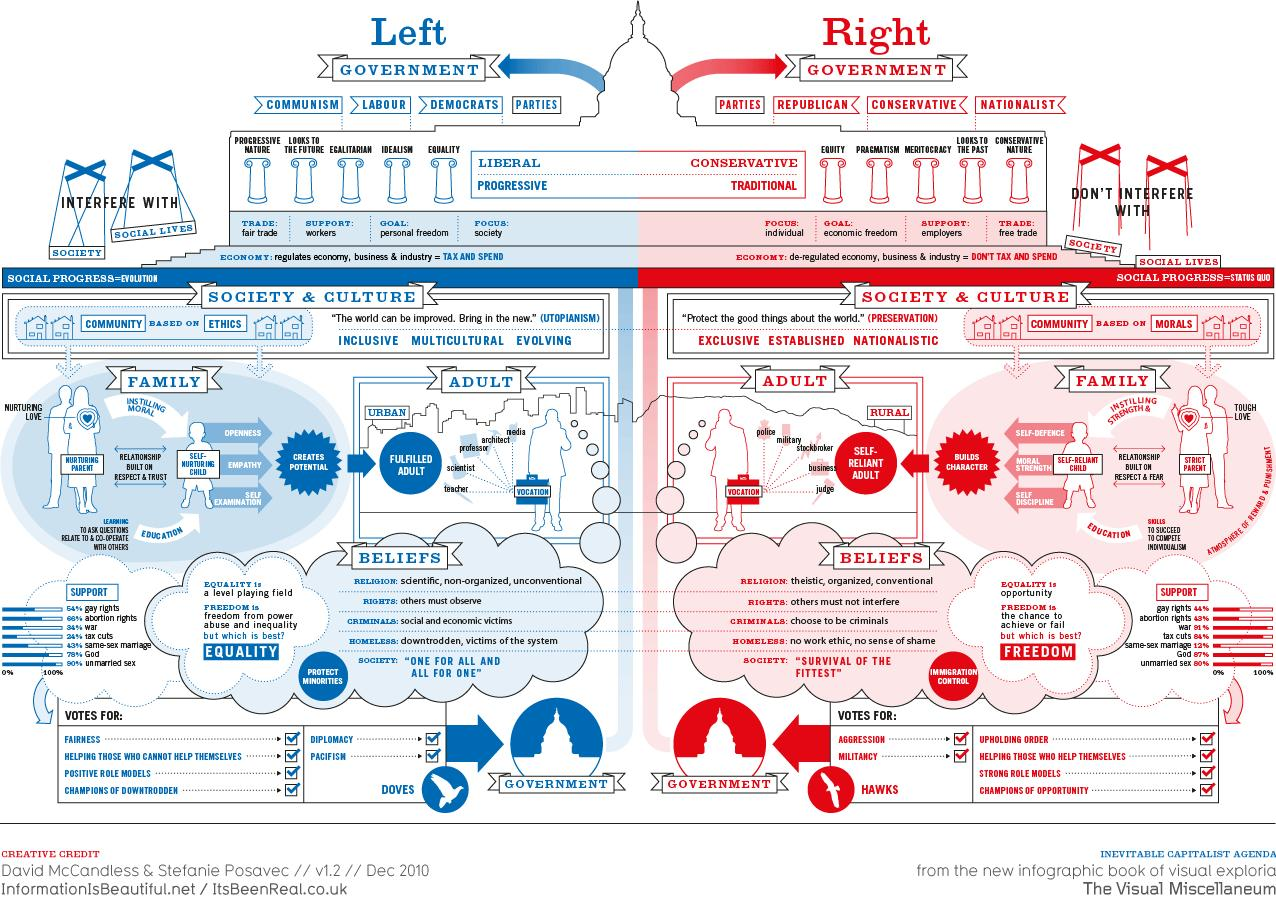 Left
Right
GOVERNMENT
GOVERNMENT
COMMUNISM
LABOUR
DEMOCRATS
PARTIES
PARTIES
REPUBLICAN
CONSERVATIVE
NATIONALIST
PROGRESSIVE
NATURE
LOOKS TO
THE FUTURE
EGALITARIAN
IDEALISM
EQUALITY
LIBERAL
CONSERVATIVE
PROGRESSIVE
TRADITIONAL
EQUITY
PRAGMATISM
MERITOCRACY
LOOKS TO
THE PAST
CONSERVATIVE
NATURE
INTERFERE WITH
SOCIETY
SOCIAL LIVES
DON'T INTERFERE
WITH
SOCIETY
SOCIAL LIVES
TRADE:
fair trade
SUPPORT:
workers
GOAL:
personal freedom
FOCUS:
society
FOCUS:
individual
GOAL:
economic freedom
SUPPORT:
employers
TRADE:
free trade
ECONOMY: regulates economy, business & industry = TAX AND SPEND
ECONOMY: de-regulated economy, business & industry = DON'T TAX AND SPEND
SOCIAL PROGRESS=EVOLUTION
SOCIAL PROGRESS=STATUS QUO
SOCIETY & CULTURE
SOCIETY & CULTURE
COMMUNITY BASED ON ETHICS
"The world can be improved. Bring in the new." (UTOPIANISM)
INCLUSIVE MULTICULTURAL EVOLVING
"Protect the good things about the world." (PRESERVATION)
EXCLUSIVE ESTABLISHED NATIONALISTIC
COMMUNITY BASED ON MORALS
FAMILY
NURTURING
LOVE
INSTILLING
MORAL
NURTURING
PARENT
RELATIONSHIP
BUILT ON
RESPECT & TRUST
SELF-
NURTURING
CHILD
OPENNESS
EMPATHY
SELF
EXAMINATION
CREATES
POTENTIAL
LEARNING
TO ASK QUESTIONS
RELATE TO & CO-OPERATE
WITH OTHERS
EDUCATION
ADULT
URBAN
FULFILLED
ADULT
media
architect
professor
scientist
teacher
VOCATION
ADULT
RURAL
police
military
stockbroker
business
judge
VOCATION
SELF-
RELIANT
ADULT
FAMILY
BUILDS
CHARACTER
SELF-DEFENCE
MORAL
STRENGTH
SELF
DISCIPLINE
SELF-RELIANT
CHILD
INSTILLING
STRENGTH &
RELATIONSHIP
BUILT ON
RESPECT & FEAR
STRICT
PARENT
TOUGH
LOVE
EDUCATION
SKILLS
TO SUCCEED
TO COMPETE
INDIVIDUALISM
ATMOSPHERE OF REWARD & PUNISHMENT
BELIEFS
RELIGION: scientific, non-organized, unconventional
RIGHTS: others must observe
CRIMINALS: social and economic victims
HOMELESS: downtrodden, victims of the system
SOCIETY: "ONE FOR ALL AND
ALL FOR ONE"
BELIEFS
RELIGION: theistic, organized, conventional
RIGHTS: others must not interfere
CRIMINALS: choose to be criminals
HOMELESS: no work ethic, no sense of shame
SOCIETY: "SURVIVAL OF THE
FITTEST"
SUPPORT
54% gay rights
66% abortion rights
34% war
24% tax cuts
43% same-sex marriage
78% God
90% unmarried sex
0% 100%
EQUALITY is
a level playing field
FREEDOM is
freedom from power
abuse and inequality
but which is best?
EQUALITY
PROTECT
MINORITIES
IMMIGRATION
CONTROL
EQUALITY is
opportunity
FREEDOM is
the chance to
achieve or fail
but which is best?
FREEDOM
SUPPORT
gay rights 44%
abortion rights 43%
war 91%
tax cuts 84%
same-sex marriage 12%
God 87%
unmarried sex 80%
0% 100%
VOTES FOR:
FAIRNESS
HELPING THOSE WHO CANNOT HELP THEMSELVES
POSITIVE ROLE MODELS
CHAMPIONS OF DOWNTRODDEN
DIPLOMACY
PACIFISM
DOVES
GOVERNMENT
GOVERNMENT
VOTES FOR:
AGGRESSION
MILITANCY
HAWKS
UPHOLDING ORDER
HELPING THOSE WHO HELP THEMSELVES
STRONG ROLE MODELS
CHAMPIONS OF OPPORTUNITY
CREATIVE CREDIT
David McCandless & Stefanie Posavec // v1.2 // Dec 2010
InformationIsBeautiful.net / ItsBeenReal.co.uk
INEVITABLE CAPITALIST AGENDA
from the new infographic book of visual exploria
The Visual Miscellaneum